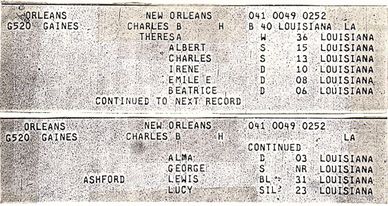 ORLEANS NEW ORLEANS 041 0049 0252
G520 GAINES CHARLES B H B 40 LOUISIANA LA
THERESA W 36 LOUISIANA
ALBERT S 15 LOUISIANA
CHARLES S 13 LOUISIANA
IRENE D 10 LOUISIANA
EMILE E D 08 LOUISIANA
BEATRICE D 06 LOUISIANA
CONTINUED TO NEXT RECORD
ORLEANS NEW ORLEANS 041 0049 0252
G520 GAINES CHARLES B H LA
CONTINUED
ALMA D 03 LOUISIANA
GEORGE S NR LOUISIANA
ASHFORD LEWIS BL 31 LOUISIANA
LUCY SIL 23 LOUISIANA